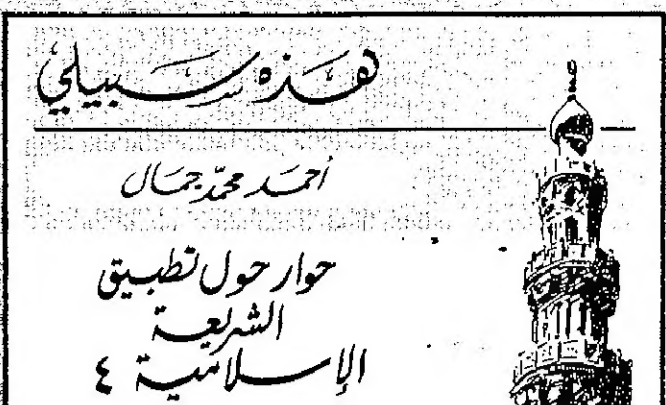 هذه سبيلي
أحمد محمد جمال
حوار حول تطبيق
الشريعة
الإسلامية ٤